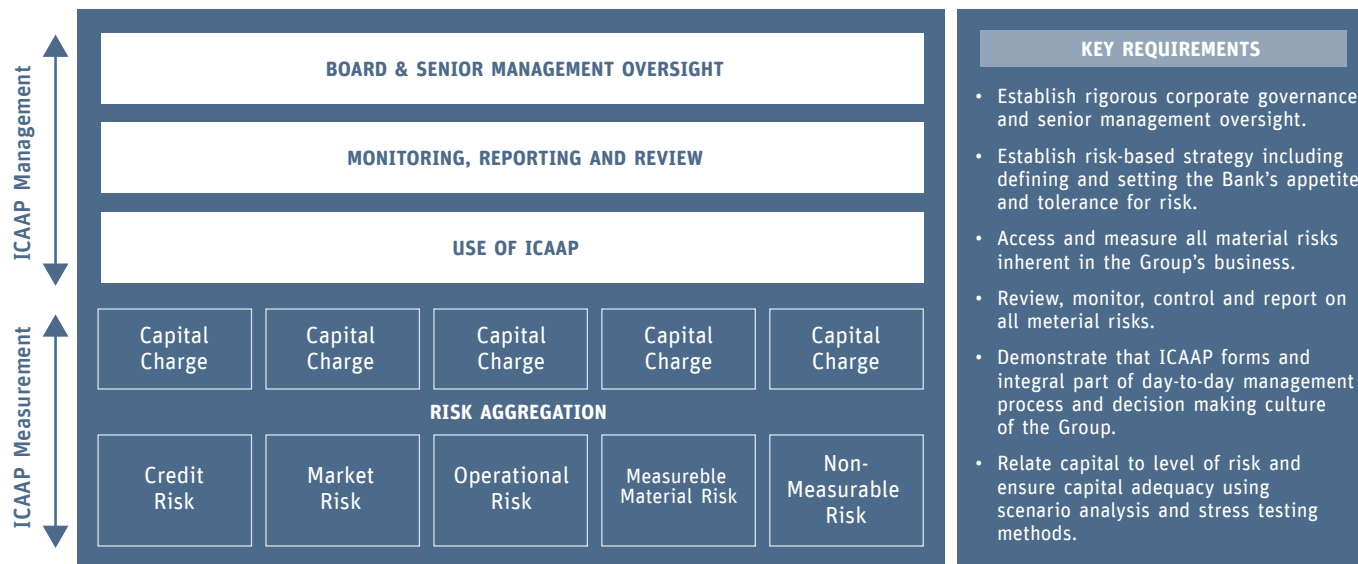 ICAAP Management
BOARD & SENIOR MANAGEMENT OVERSIGHT
MONITORING, REPORTING AND REVIEW
USE OF ICAAP
ICAAP Measurement
Capital
Charge
Capital
Charge
Capital
Charge
Capital
Charge
Capital
Charge
RISK AGGREGATION
Credit
Risk
Market
Risk
Operational
Risk
Measureble
Material Risk
Non-
Measurable
Risk
KEY REQUIREMENTS
• Establish rigorous corporate governance
and senior management oversight.
• Establish risk-based strategy including
defining and setting the Bank's appetite
and tolerance for risk.
• Access and measure all material risks
inherent in the Group's business.
• Review, monitor, control and report on
all meterial risks.
• Demonstrate that ICAAP forms and
integral part of day-to-day management
process and decision making culture
of the Group.
• Relate capital to level of risk and
ensure capital adequacy using
scenario analysis and stress testing
methods.